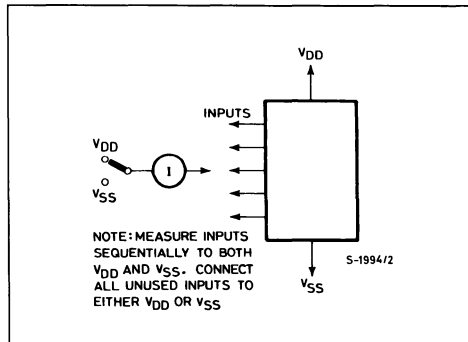 VDD
INPUTS
VDD
I
VSS
NOTE: MEASURE INPUTS
SEQUENTIALLY TO BOTH
VDD AND VSS. CONNECT
ALL UNUSED INPUTS TO
EITHER VDD OR VSS
S-1994/2
VSS